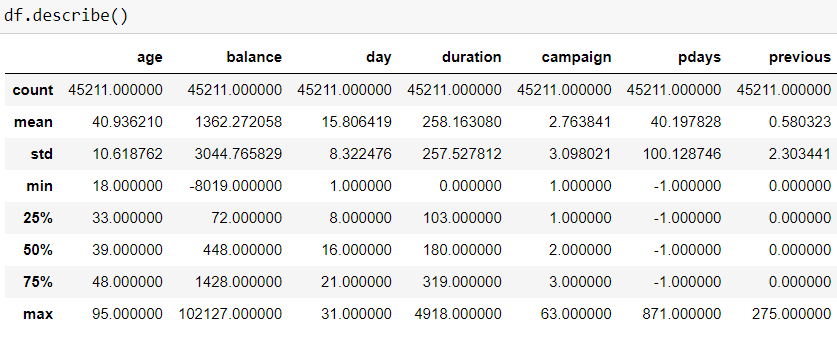 df.describe()
age balance day duration campaign pdays previous
count 45211.000000 45211.000000 45211.000000 45211.000000 45211.000000 45211.000000 45211.000000
mean 40.936210 1362.272058 15.806419 258.163080 2.763841 40.197828 0.580323
std 10.618762 3044.765829 8.322476 257.527812 3.098021 100.128746 2.303441
min 18.000000 -8019.000000 1.000000 0.000000 1.000000 -1.000000 0.000000
25% 33.000000 72.000000 8.000000 103.000000 1.000000 -1.000000 0.000000
50% 39.000000 448.000000 16.000000 180.000000 2.000000 -1.000000 0.000000
75% 48.000000 1428.000000 21.000000 319.000000 3.000000 -1.000000 0.000000
max 95.000000 102127.000000 31.000000 4918.000000 63.000000 871.000000 275.000000